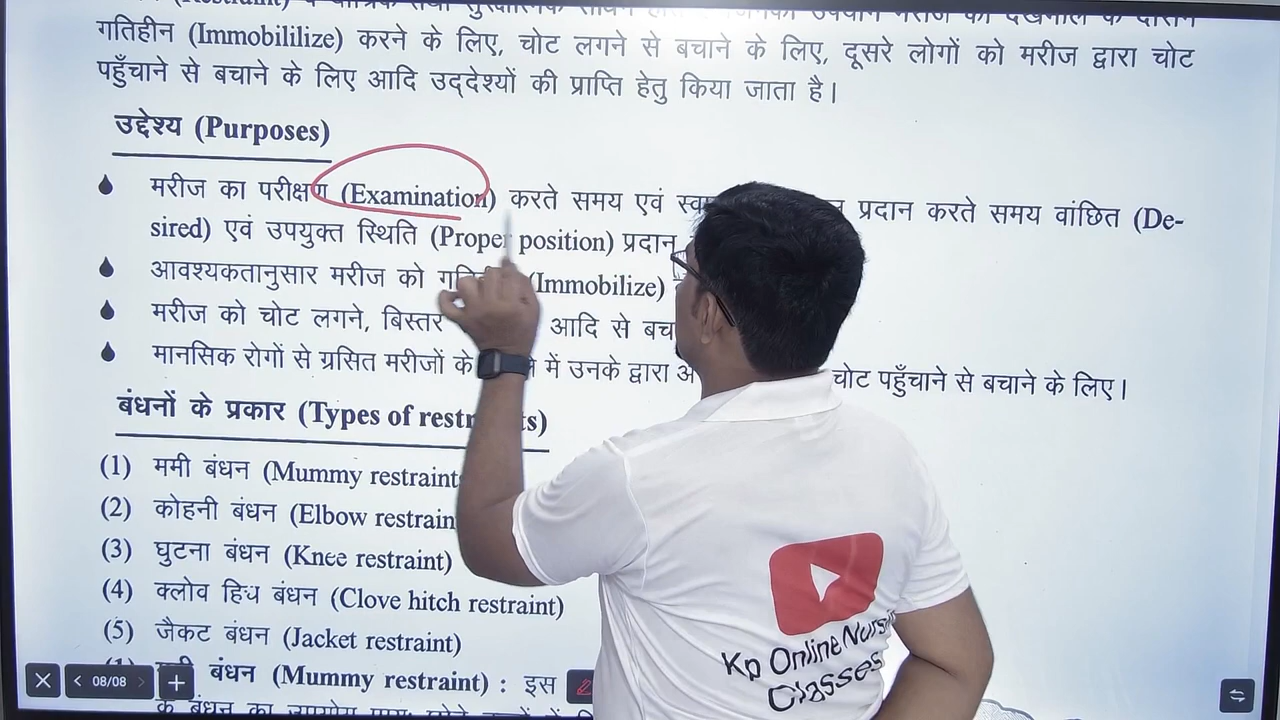 (Restraint)
गतिहीन (Immobililize) करने के लिए, चोट लगने से बचाने के लिए, दूसरे लोगों को मरीज द्वारा चोट
पहुँचाने से बचाने के लिए आदि उद्देश्यों की प्राप्ति हेतु किया जाता है।
उद्देश्य (Purposes)
मरीज का परीक्षण (Examination) करते समय एवं प्रदान करते समय वांछित (De-
sired) एवं उपयुक्त स्थिति (Proper position) प्रदान
आवश्यकतानुसार मरीज को (Immobilize)
मरीज को चोट लगने, बिस्तर आदि से
मानसिक रोगों से ग्रसित मरीजों के में उनके द्वारा चोट पहुँचाने से बचाने के लिए।
बंधनों के प्रकार (Types of
(1) ममी बंधन (Mummy restraint
(2) कोहनी बंधन (Elbow
(3) घुटना बंधन (Knee restraint)
(4) क्लोव हिच बंधन (Clove hitch restraint)
(5) जैकट बंधन (Jacket restraint)
बंधन (Mummy restraint) : इस
08/08
Kp Online
Classes